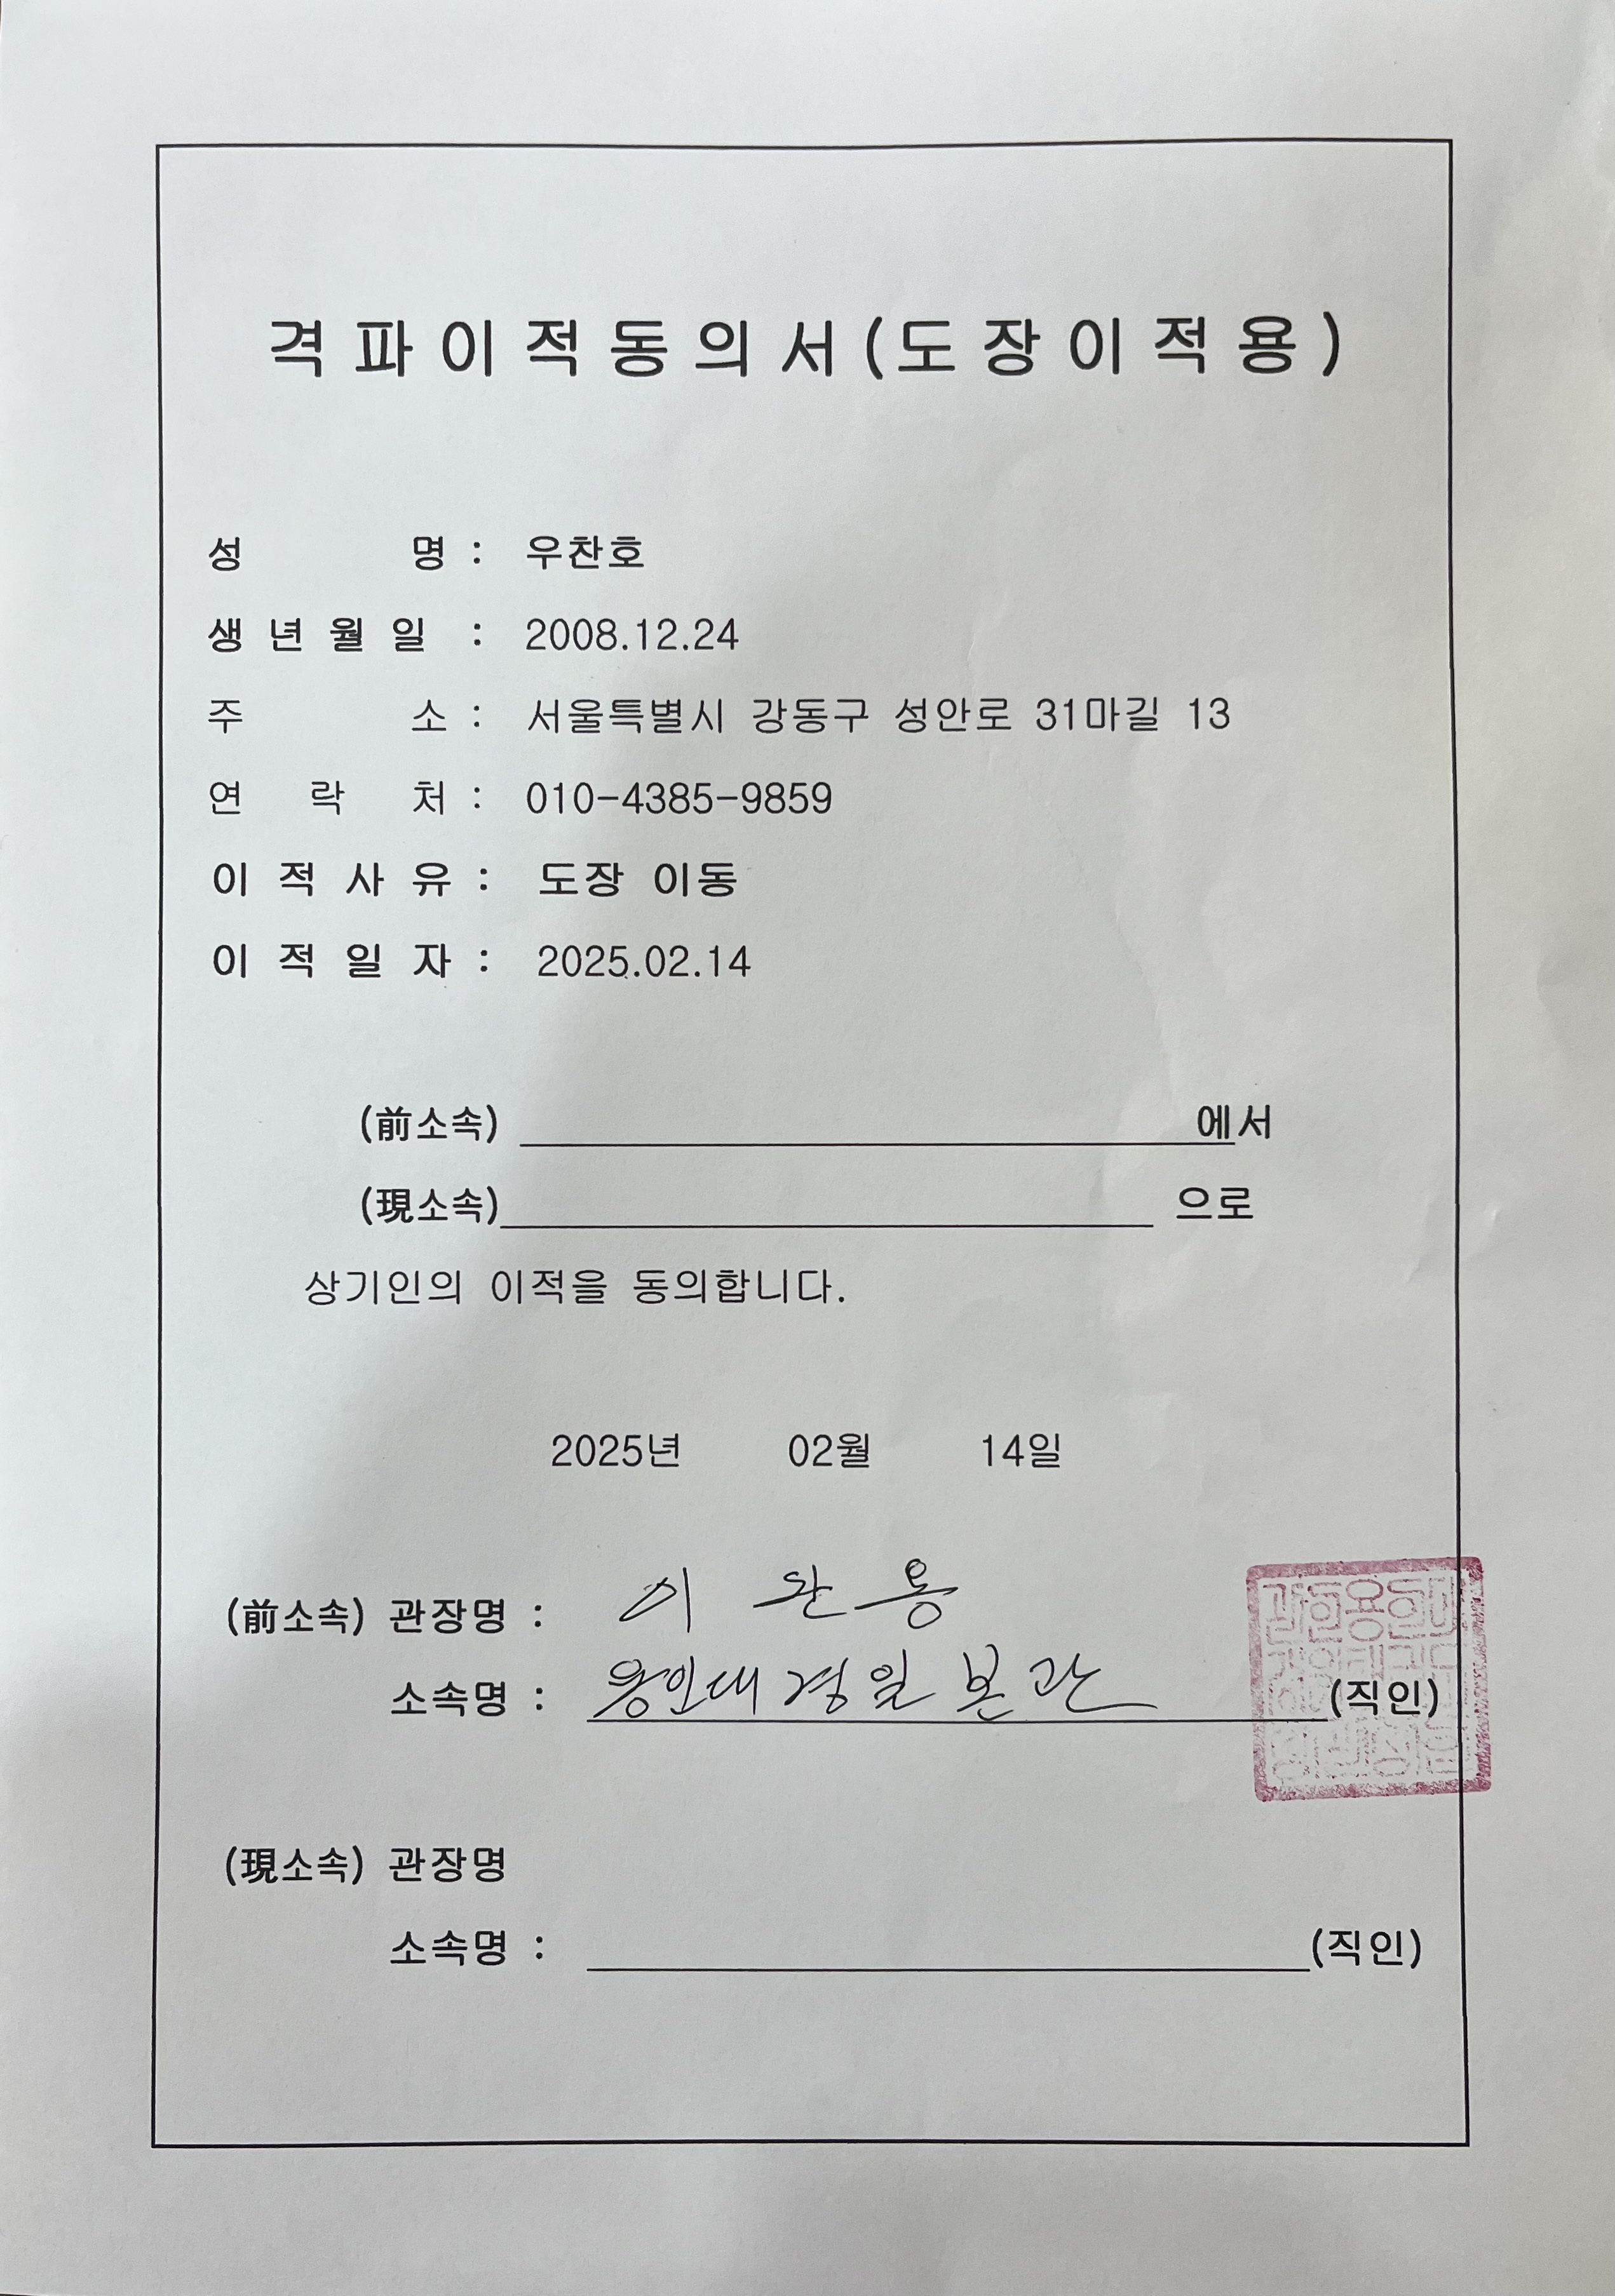 격파이적동의서(도장이적용)
성 명 : 우찬호
생년월일 : 2008.12.24
주 소 : 서울특별시 강동구 성안로 31마길 13
연 락 처 : 010-4385-9859
이 적 사 유 : 도장 이동
이 적 일 자 : 2025.02.14
(前소속) 에서
(現소속) 으로
상기인의 이적을 동의합니다.
2025년 02월 14일
(前소속) 관장명 : 이 완 용
소속명 : 용인대 경일 본관 (직인)
(現소속) 관장명
소속명 : (직인)